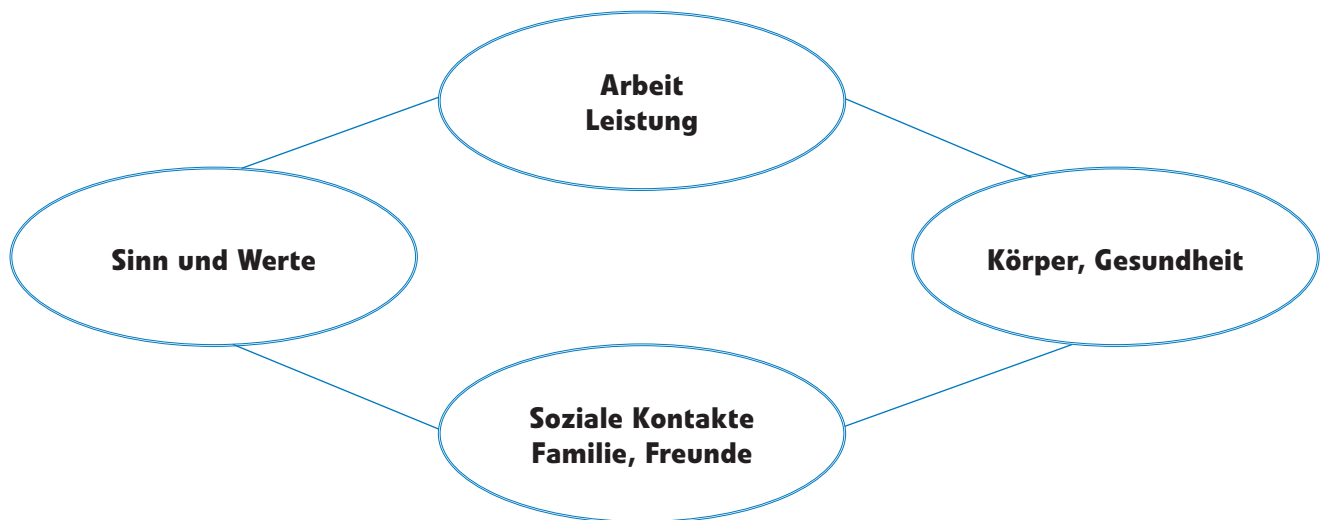 Arbeit
Leistung
Sinn und Werte
Körper, Gesundheit
Soziale Kontakte
Familie, Freunde